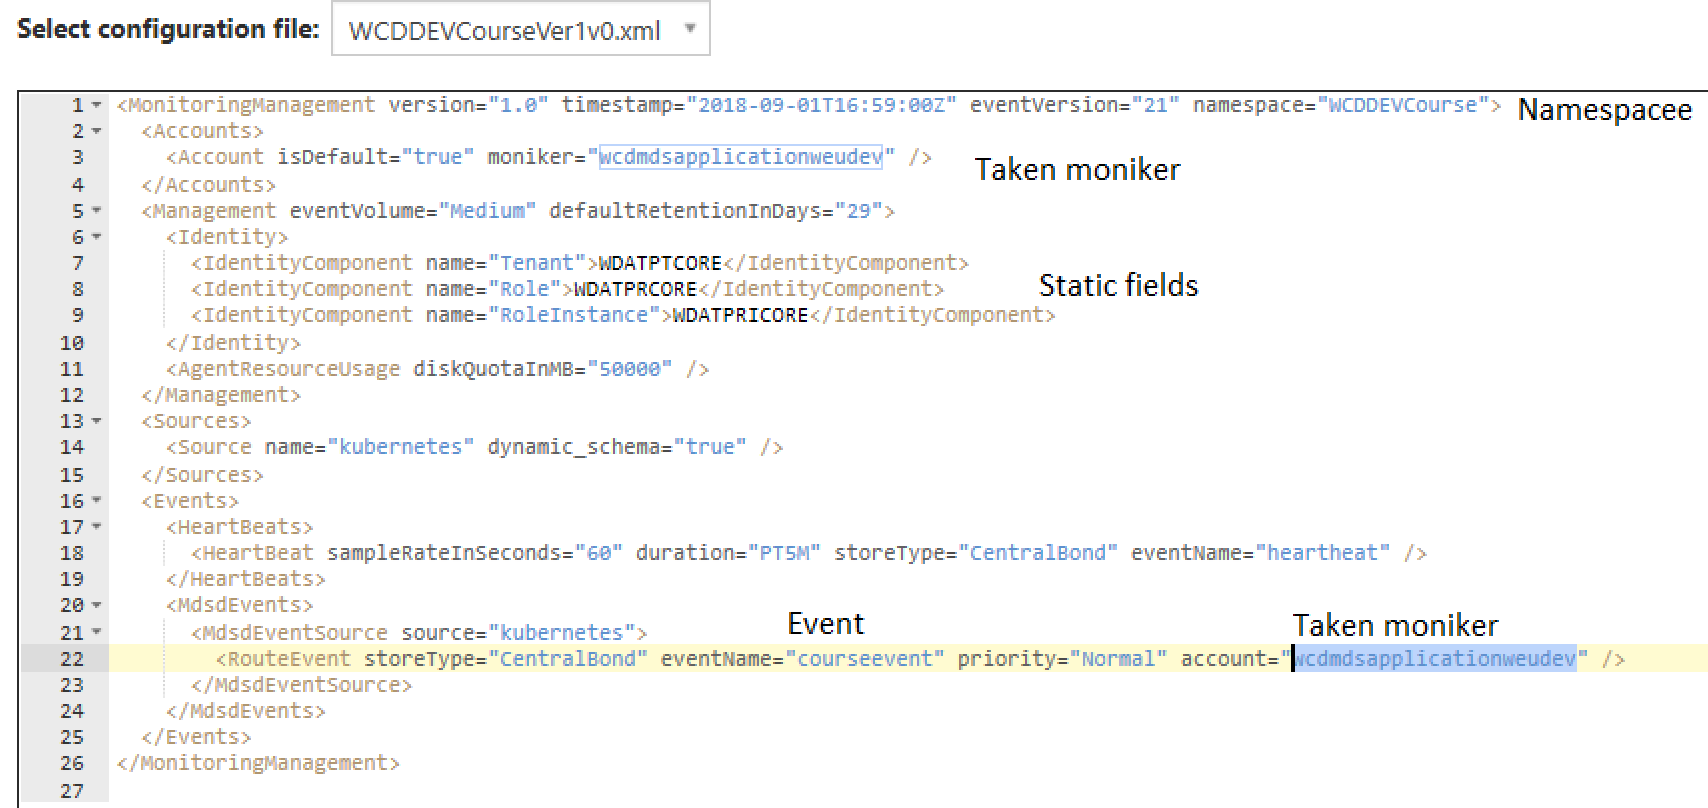 Select configuration file: WCDDEVCourseVer1v0.xml
1 <MonitoringManagement version="1.0" timestamp="2018-09-01T16:59:00Z" eventVersion="21" namespace="WCDDEVCourse"> Namespacee
2 <Accounts>
3 <Account isDefault="true" moniker="wcdmdsapplicationweudev" /> Taken moniker
4 </Accounts>
5 <Management eventVolume="Medium" defaultRetentionInDays="29">
6 <Identity>
7 <IdentityComponent name="Tenant">WDATPTCORE</IdentityComponent>
8 <IdentityComponent name="Role">WDATPRCORE</IdentityComponent> Static fields
9 <IdentityComponent name="RoleInstance">WDATPRICORE</IdentityComponent>
10 </Identity>
11 <AgentResourceUsage diskQuotaInMB="50000" />
12 </Management>
13 <Sources>
14 <Source name="kubernetes" dynamic_schema="true" />
15 </Sources>
16 <Events>
17 <HeartBeats>
18 <HeartBeat sampleRateInSeconds="60" duration="PT5M" storeType="CentralBond" eventName="heartheat" />
19 </HeartBeats>
20 <MdsdEvents>
21 <MdsdEventSource source="kubernetes"> Event Taken moniker
22 <RouteEvent storeType="CentralBond" eventName="courseevent" priority="Normal" account="wcdmdsapplicationweudev" />
23 </MdsdEventSource>
24 </MdsdEvents>
25 </Events>
26 </MonitoringManagement>
27